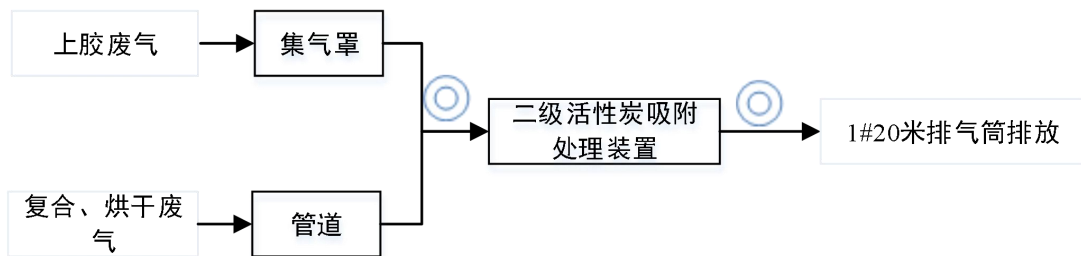 上胶废气
集气罩
二级活性炭吸附
处理装置
1#20米排气筒排放
复合、烘干废
气
管道